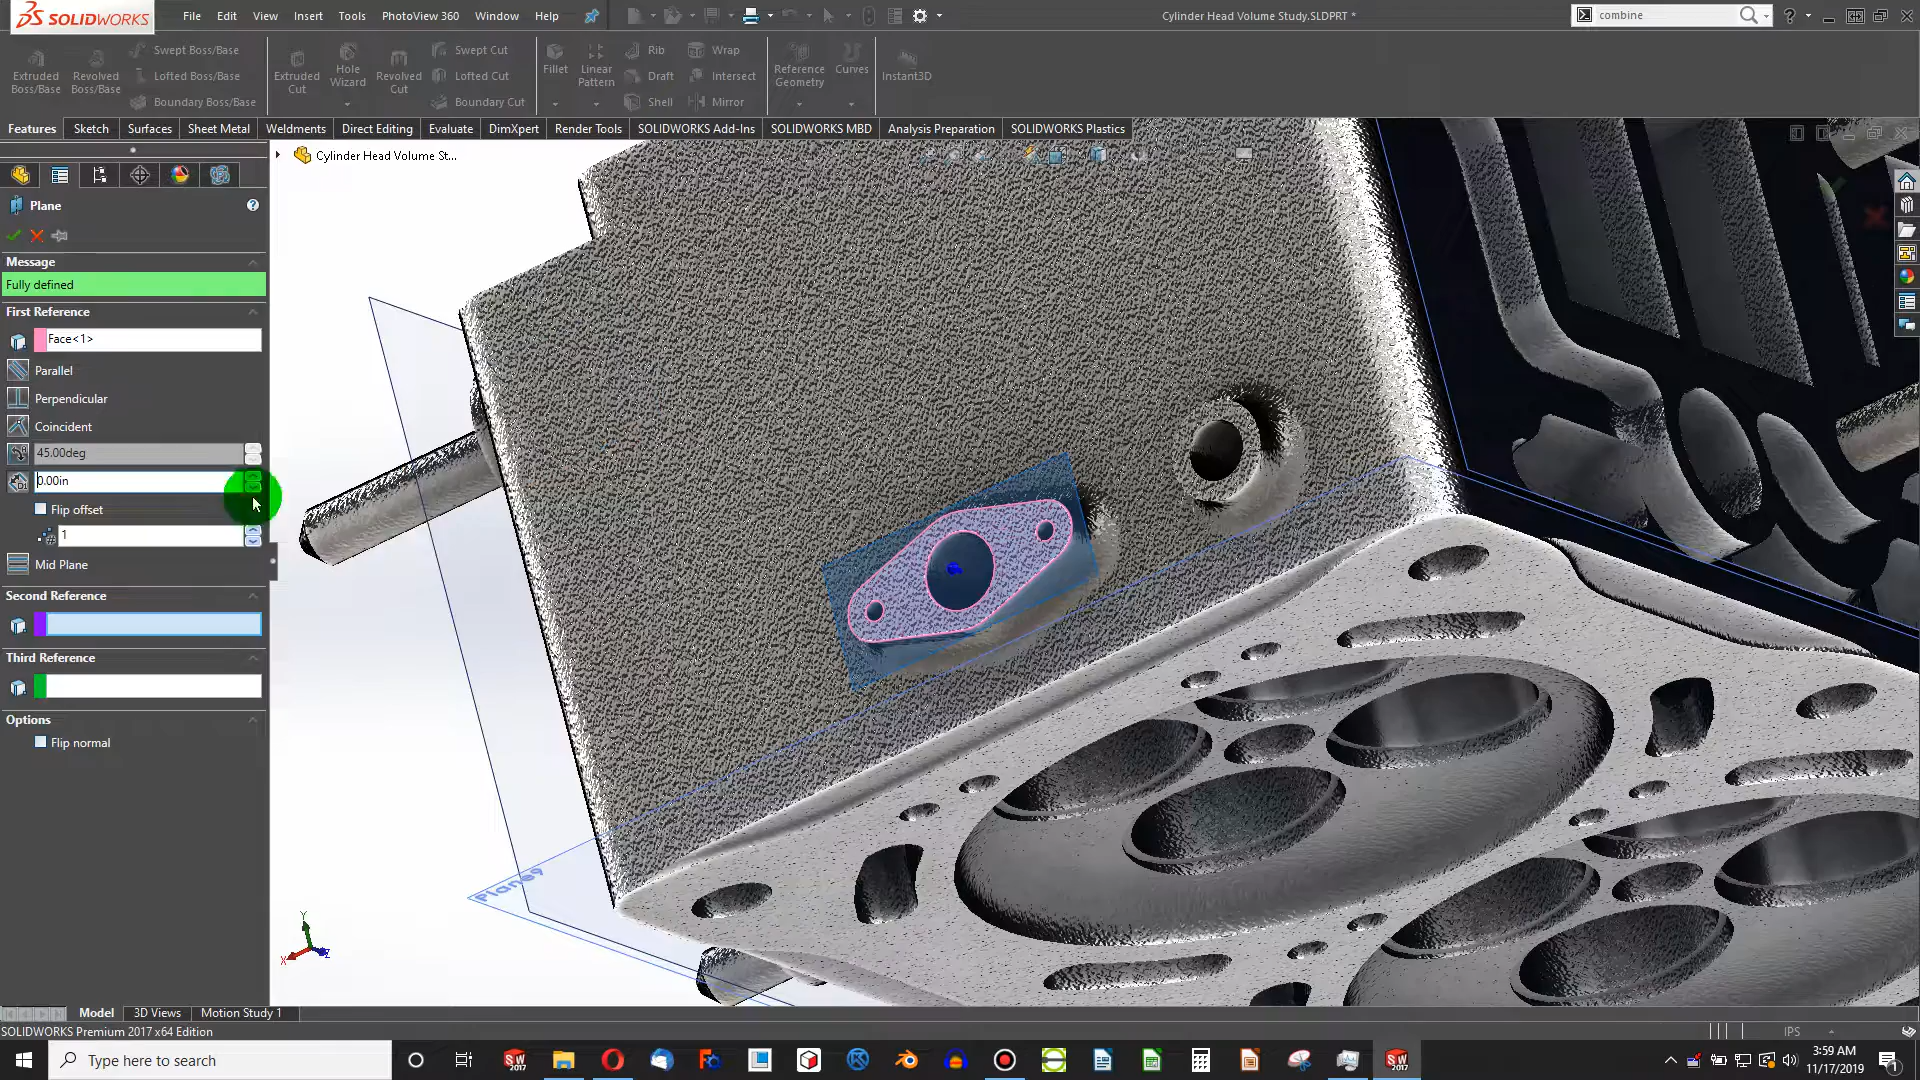 SOLIDWORKS
File Edit View Insert Tools PhotoView 360 Window Help
Cylinder Head Volume Study.SLDPRT *
combine
Extruded Boss/Base
Revolved Boss/Base
Swept Boss/Base
Lofted Boss/Base
Boundary Boss/Base
Extruded Cut
Hole Wizard
Revolved Cut
Swept Cut
Lofted Cut
Boundary Cut
Fillet
Linear Pattern
Rib
Draft
Shell
Wrap
Intersect
Mirror
Reference Geometry
Curves
Instant3D
Features Sketch Surfaces Sheet Metal Weldments Direct Editing Evaluate DimXpert Render Tools SOLIDWORKS Add-Ins SOLIDWORKS MBD Analysis Preparation SOLIDWORKS Plastics
Cylinder Head Volume St...
Plane
Message
Fully defined
First Reference
Face<1>
Parallel
Perpendicular
Coincident
45.00deg
0.00in
Flip offset
1
Mid Plane
Second Reference
Third Reference
Options
Flip normal
Plane9
Y
X
Z
Model 3D Views Motion Study 1
SOLIDWORKS Premium 2017 x64 Edition
IPS
Type here to search
3:59 AM
11/17/2019